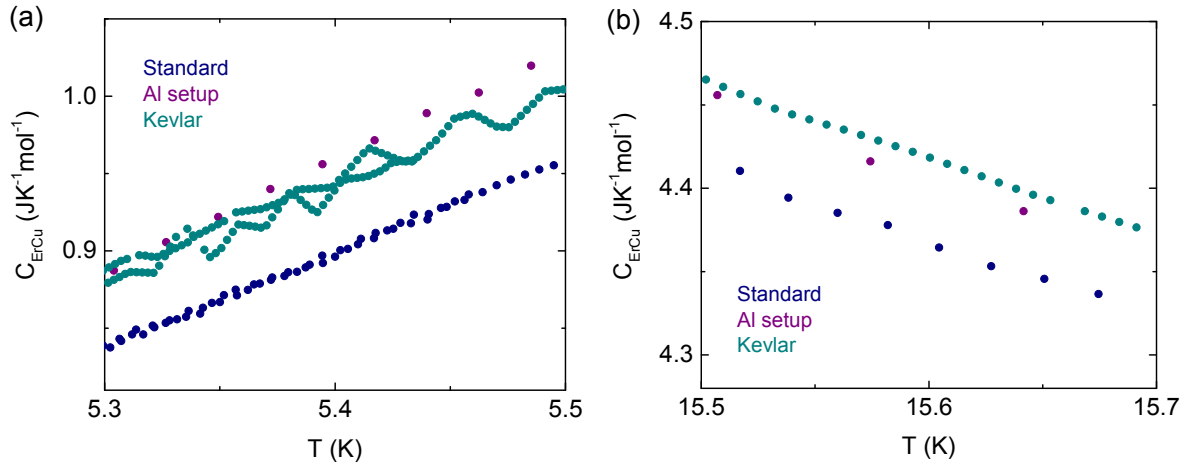 (a)
Standard
Al setup
Kevlar
1.0
0.9
C_ErCu (JK⁻¹mol⁻¹)
5.3 5.4 5.5
T (K)
(b)
4.5
4.4
4.3
C_ErCu (JK⁻¹mol⁻¹)
Standard
Al setup
Kevlar
15.5 15.6 15.7
T (K)